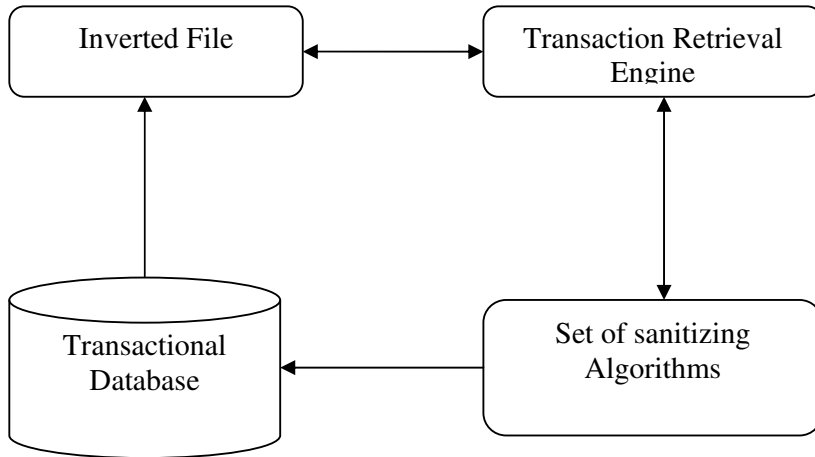 Inverted File
Transaction Retrieval
Engine
Transactional
Database
Set of sanitizing
Algorithms